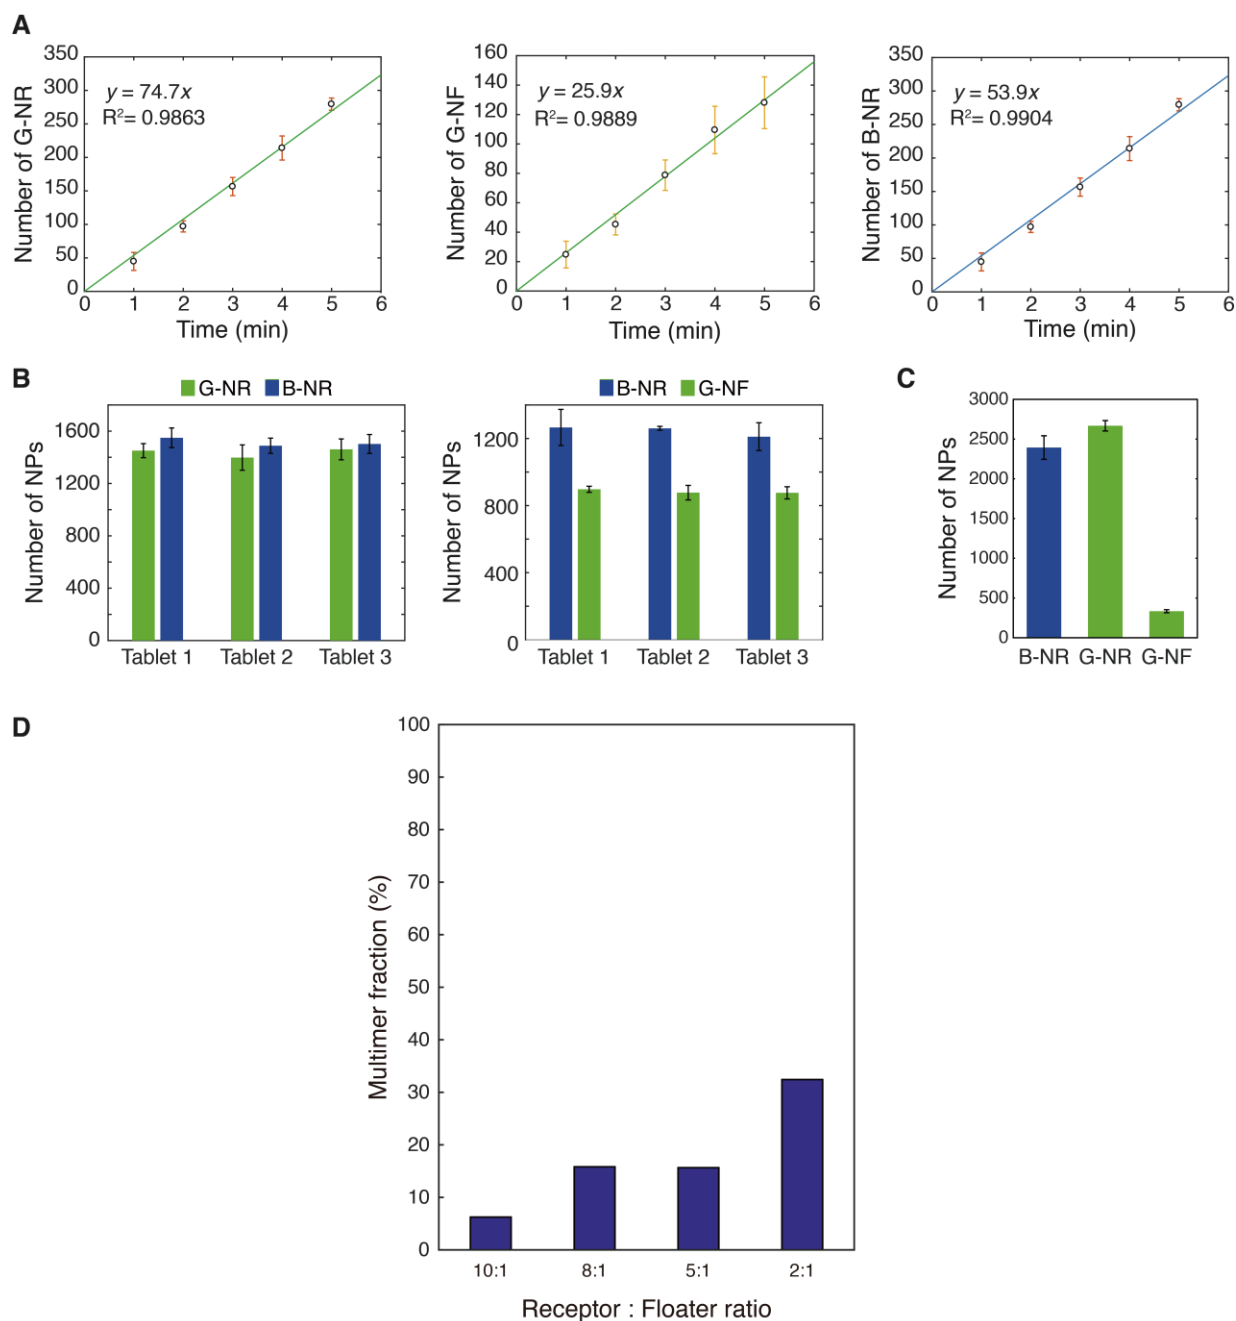 A
Number of G-NR
350
300
250
200
150
100
50
0
y = 74.7x
R²= 0.9863
0 1 2 3 4 5 6
Time (min)
Number of G-NF
160
140
120
100
80
60
40
20
0
y = 25.9x
R²= 0.9889
0 1 2 3 4 5 6
Time (min)
Number of B-NR
350
300
250
200
150
100
50
0
y = 53.9x
R²= 0.9904
0 1 2 3 4 5 6
Time (min)
B
G-NR B-NR
Number of NPs
1600
1200
800
400
0
Tablet 1 Tablet 2 Tablet 3
B-NR G-NF
Number of NPs
1200
800
400
0
Tablet 1 Tablet 2 Tablet 3
C
Number of NPs
3000
2500
2000
1500
1000
500
0
B-NR G-NR G-NF
D
Multimer fraction (%)
100
90
80
70
60
50
40
30
20
10
0
10:1 8:1 5:1 2:1
Receptor : Floater ratio